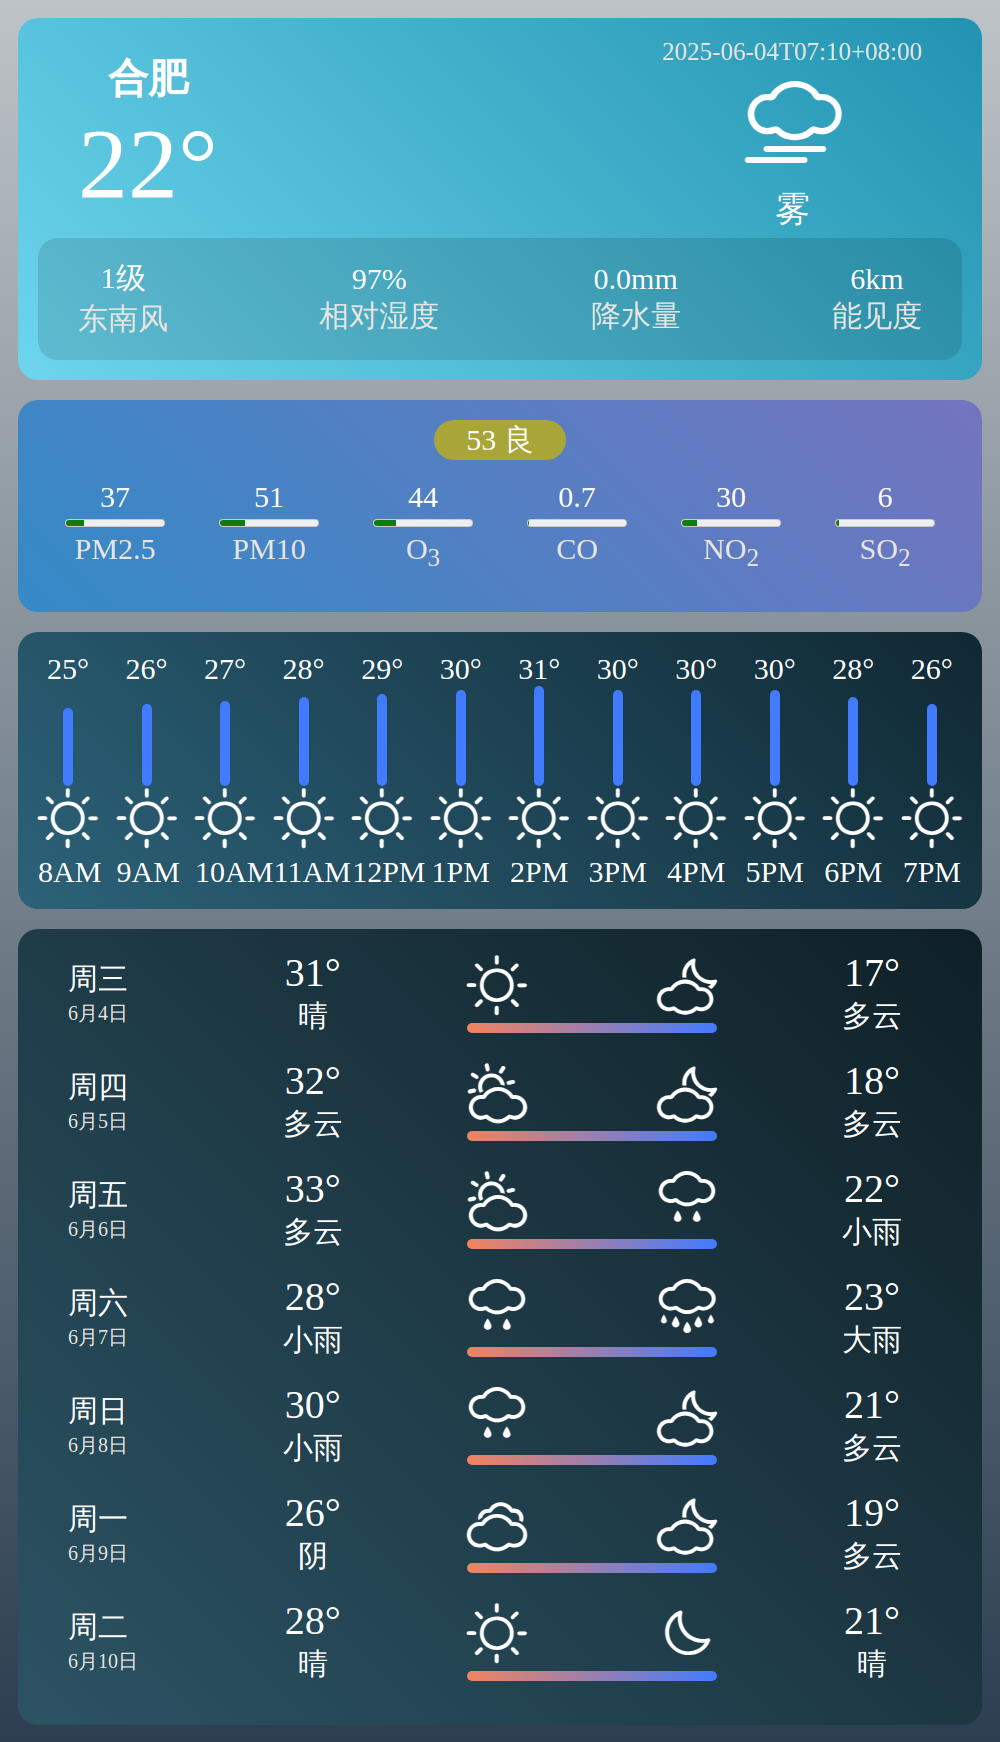 合肥
22°
2025-06-04T07:10+08:00
雾
1级 97% 0.0mm 6km
东南风 相对湿度 降水量 能见度
53 良
37 51 44 0.7 30 6
PM2.5 PM10 O3 CO NO2 SO2
25° 26° 27° 28° 29° 30° 31° 30° 30° 30° 28° 26°
8AM 9AM 10AM 11AM 12PM 1PM 2PM 3PM 4PM 5PM 6PM 7PM
周三 31° 17°
6月4日 晴 多云
周四 32° 18°
6月5日 多云 多云
周五 33° 22°
6月6日 多云 小雨
周六 28° 23°
6月7日 小雨 大雨
周日 30° 21°
6月8日 小雨 多云
周一 26° 19°
6月9日 阴 多云
周二 28° 21°
6月10日 晴 晴